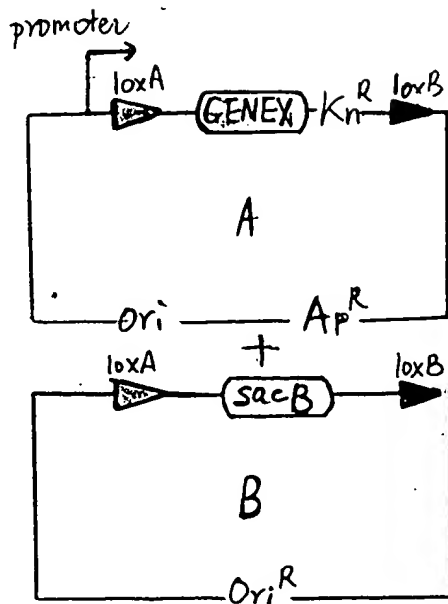 promoter
loxA GENEX Kn^R loxB
A
Ori Ap^R
+
loxA sacB loxB
B
Ori^R